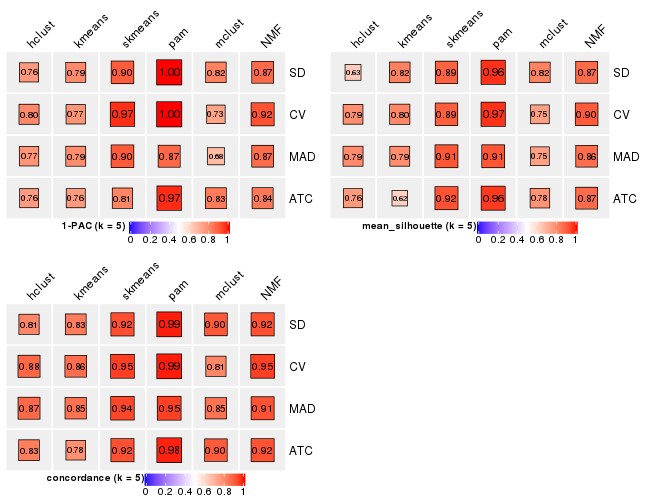 hclust kmeans skmeans pam mclust NMF
0.76 0.79 0.90 1.00 0.82 0.87 SD
0.80 0.77 0.97 1.00 0.73 0.92 CV
0.77 0.79 0.90 0.87 0.68 0.87 MAD
0.76 0.76 0.81 0.97 0.83 0.84 ATC
1-PAC (k = 5)
0 0.2 0.4 0.6 0.8 1
hclust kmeans skmeans pam mclust NMF
0.63 0.82 0.89 0.96 0.82 0.87 SD
0.79 0.80 0.89 0.97 0.75 0.90 CV
0.79 0.79 0.91 0.91 0.75 0.86 MAD
0.76 0.62 0.92 0.96 0.78 0.87 ATC
mean_silhouette (k = 5)
0 0.2 0.4 0.6 0.8 1
hclust kmeans skmeans pam mclust NMF
0.81 0.83 0.92 0.99 0.90 0.92 SD
0.88 0.86 0.95 0.99 0.81 0.95 CV
0.87 0.85 0.94 0.95 0.85 0.91 MAD
0.83 0.78 0.92 0.98 0.90 0.92 ATC
concordance (k = 5)
0 0.2 0.4 0.6 0.8 1